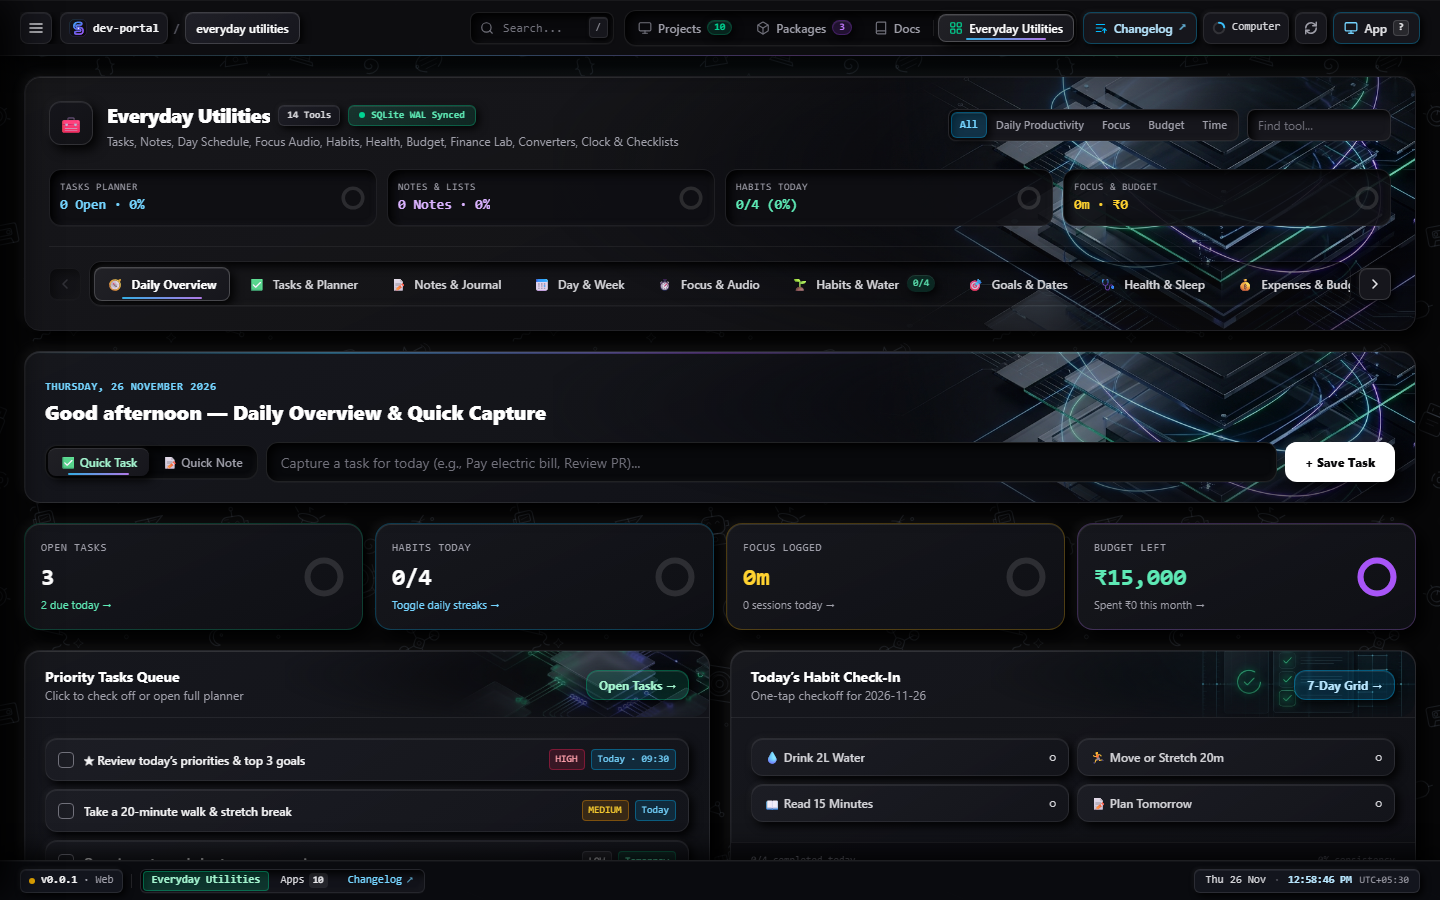 dev-portal / everyday utilities
Search... /
Projects 10
Packages 3
Docs
Everyday Utilities
Changelog ↗
Computer
App ?
Everyday Utilities
14 Tools
SQLite WAL Synced
Tasks, Notes, Day Schedule, Focus Audio, Habits, Health, Budget, Finance Lab, Converters, Clock & Checklists
All
Daily Productivity
Focus
Budget
Time
Find tool...
TASKS PLANNER
0 Open · 0%
NOTES & LISTS
0 Notes · 0%
HABITS TODAY
0/4 (0%)
FOCUS & BUDGET
0m · ₹0
Daily Overview
Tasks & Planner
Notes & Journal
Day & Week
Focus & Audio
Habits & Water 0/4
Goals & Dates
Health & Sleep
Expenses & Budg
THURSDAY, 26 NOVEMBER 2026
Good afternoon — Daily Overview & Quick Capture
Quick Task
Quick Note
Capture a task for today (e.g., Pay electric bill, Review PR)...
+ Save Task
OPEN TASKS
3
2 due today →
HABITS TODAY
0/4
Toggle daily streaks →
FOCUS LOGGED
0m
0 sessions today →
BUDGET LEFT
₹15,000
Spent ₹0 this month →
Priority Tasks Queue
Click to check off or open full planner
Open Tasks →
★ Review today's priorities & top 3 goals
HIGH
Today · 09:30
Take a 20-minute walk & stretch break
MEDIUM
Today
Today's Habit Check-In
One-tap checkoff for 2026-11-26
7-Day Grid →
Drink 2L Water
Move or Stretch 20m
Read 15 Minutes
Plan Tomorrow
v0.0.1 · Web
Everyday Utilities
Apps 10
Changelog ↗
Thu 26 Nov · 12:58:46 PM UTC+05:30